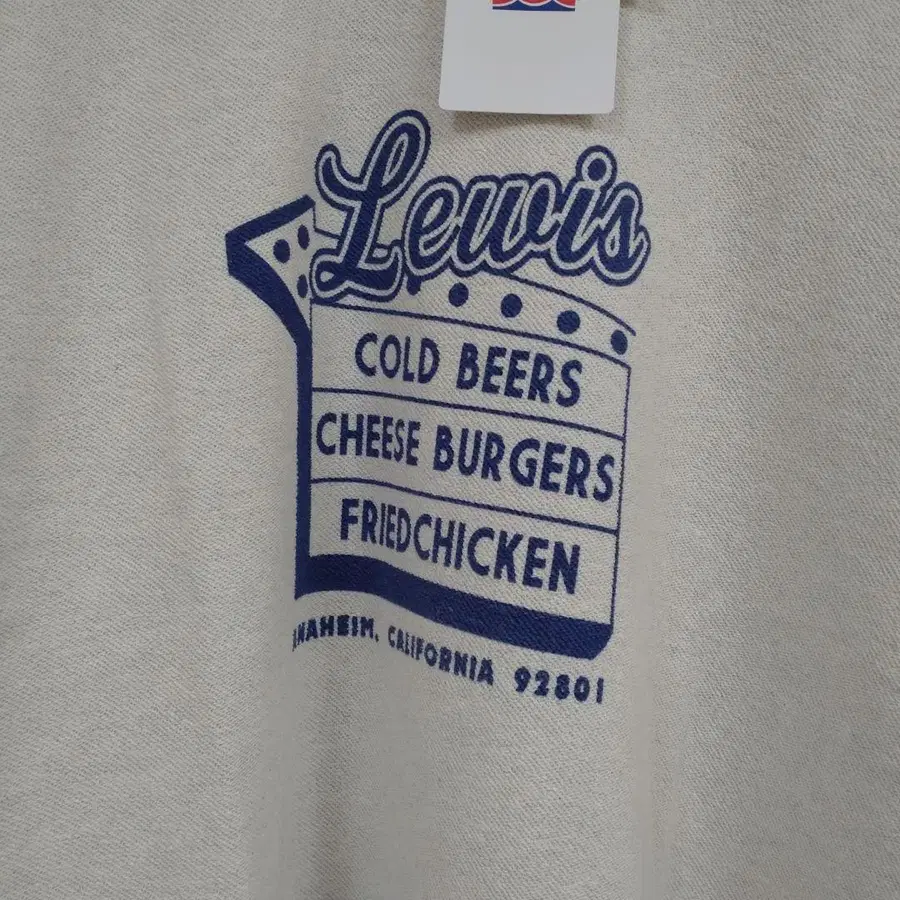 Lewis
COLD BEERS
CHEESE BURGERS
FRIEDCHICKEN
ANAHEIM, CALIFORNIA 92801